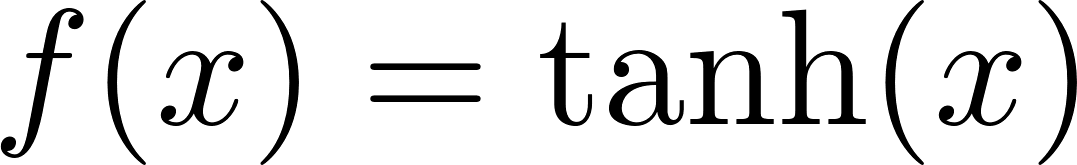 f(x) = tanh(x)